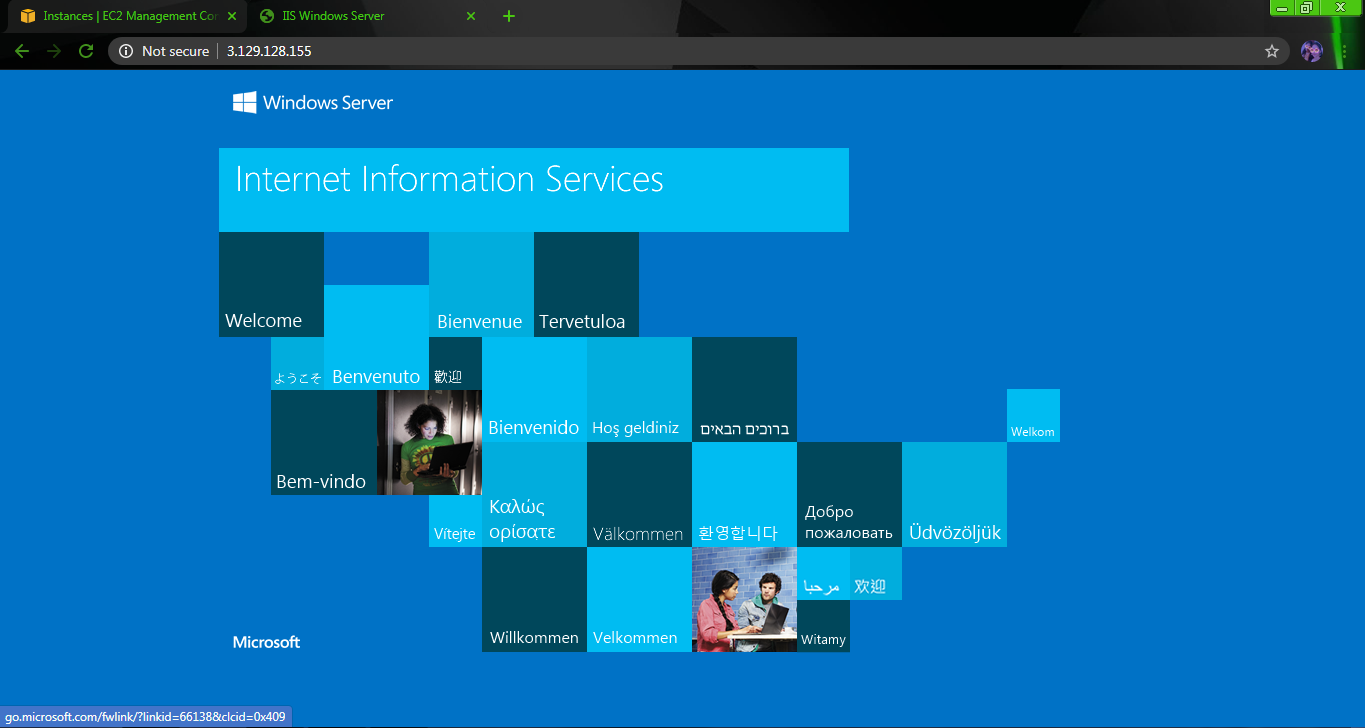 Instances | EC2 Management Co
IIS Windows Server
Not secure
3.129.128.155
Windows Server
Internet Information Services
Welcome
Bienvenue
Tervetuloa
ようこそ
Benvenuto
歡迎
Bienvenido
Hoş geldiniz
ברוכים הבאים
Welkom
Bem-vindo
Vítejte
Καλώς
ορίσατε
Välkommen
환영합니다
Добро
пожаловать
Üdvözöljük
Willkommen
Velkommen
مرحبا
欢迎
Witamy
Microsoft
go.microsoft.com/fwlink/?linkid=66138&clcid=0x409